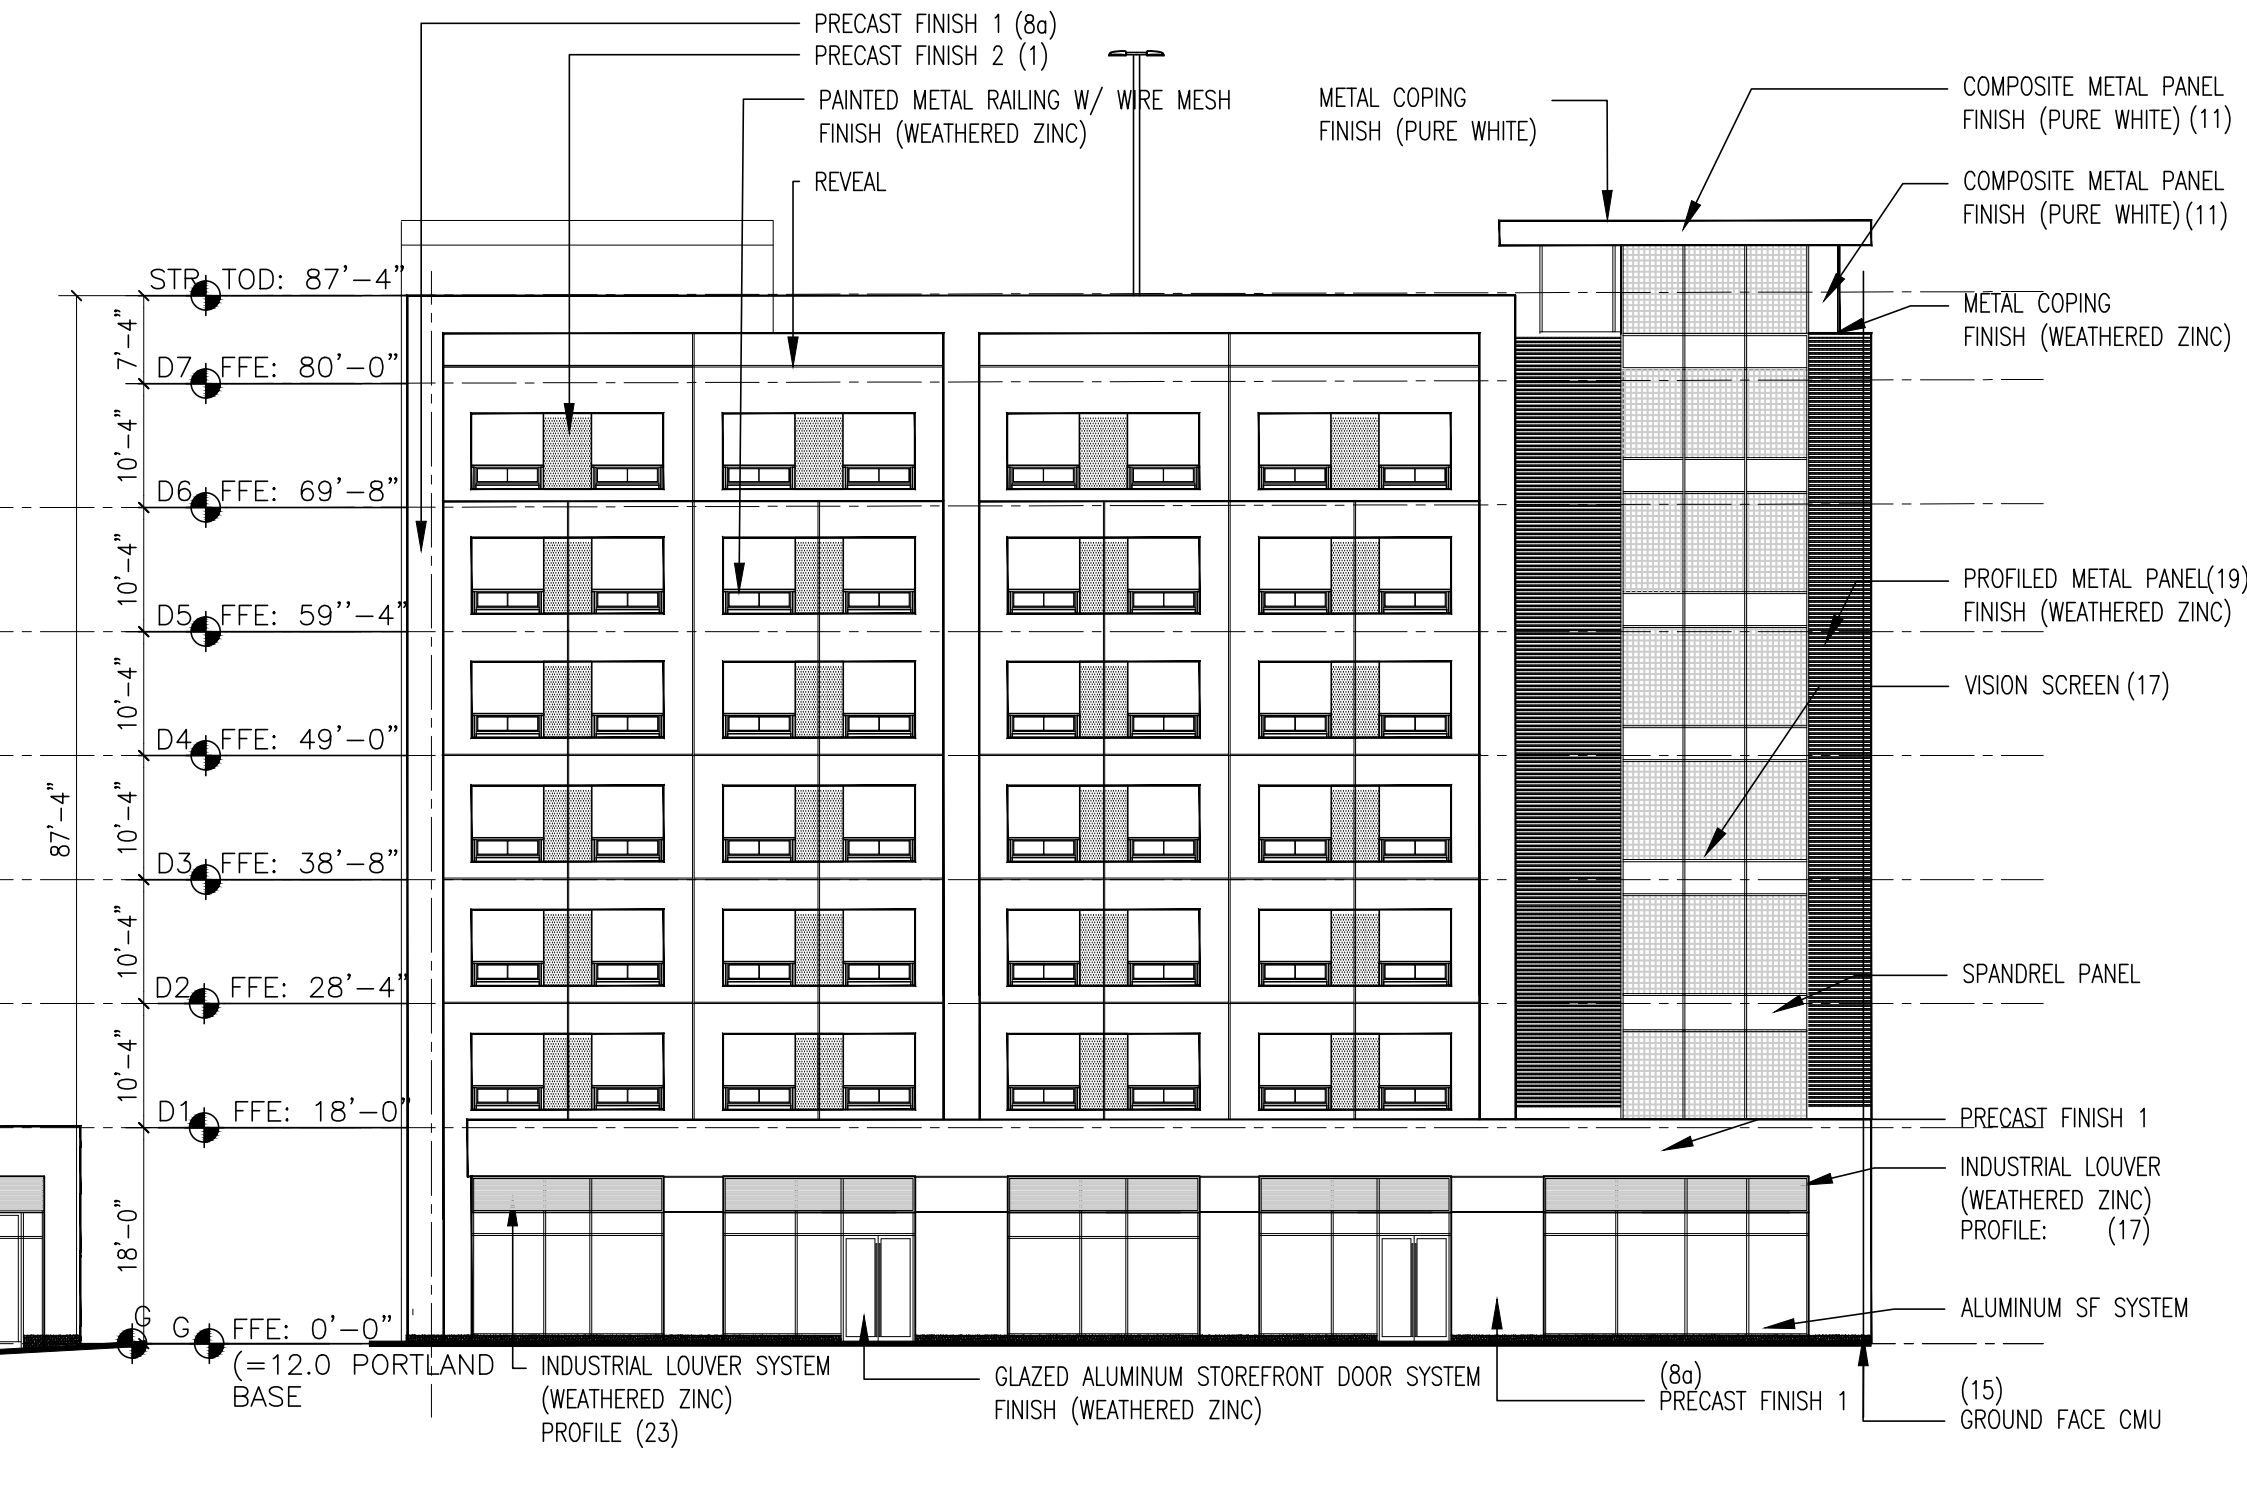 PRECAST FINISH 1 (8a)
PRECAST FINISH 2 (1)
PAINTED METAL RAILING W/ WIRE MESH
FINISH (WEATHERED ZINC)
REVEAL
METAL COPING
FINISH (PURE WHITE)
COMPOSITE METAL PANEL
FINISH (PURE WHITE) (11)
COMPOSITE METAL PANEL
FINISH (PURE WHITE) (11)
METAL COPING
FINISH (WEATHERED ZINC)
PROFILED METAL PANEL(19)
FINISH (WEATHERED ZINC)
VISION SCREEN (17)
SPANDREL PANEL
PRECAST FINISH 1
INDUSTRIAL LOUVER
(WEATHERED ZINC)
PROFILE: (17)
ALUMINUM SF SYSTEM
(15)
GROUND FACE CMU
STR TOD: 87'-4"
7'-4"
D7 FFE: 80'-0"
10'-4"
D6 FFE: 69'-8"
10'-4"
D5 FFE: 59''-4"
10'-4"
D4 FFE: 49'-0"
87'-4"
10'-4"
D3 FFE: 38'-8"
10'-4"
D2 FFE: 28'-4"
10'-4"
D1 FFE: 18'-0"
18'-0"
G
G FFE: 0'-0"
(=12.0 PORTLAND
BASE
INDUSTRIAL LOUVER SYSTEM
(WEATHERED ZINC)
PROFILE (23)
GLAZED ALUMINUM STOREFRONT DOOR SYSTEM
FINISH (WEATHERED ZINC)
(8a)
PRECAST FINISH 1